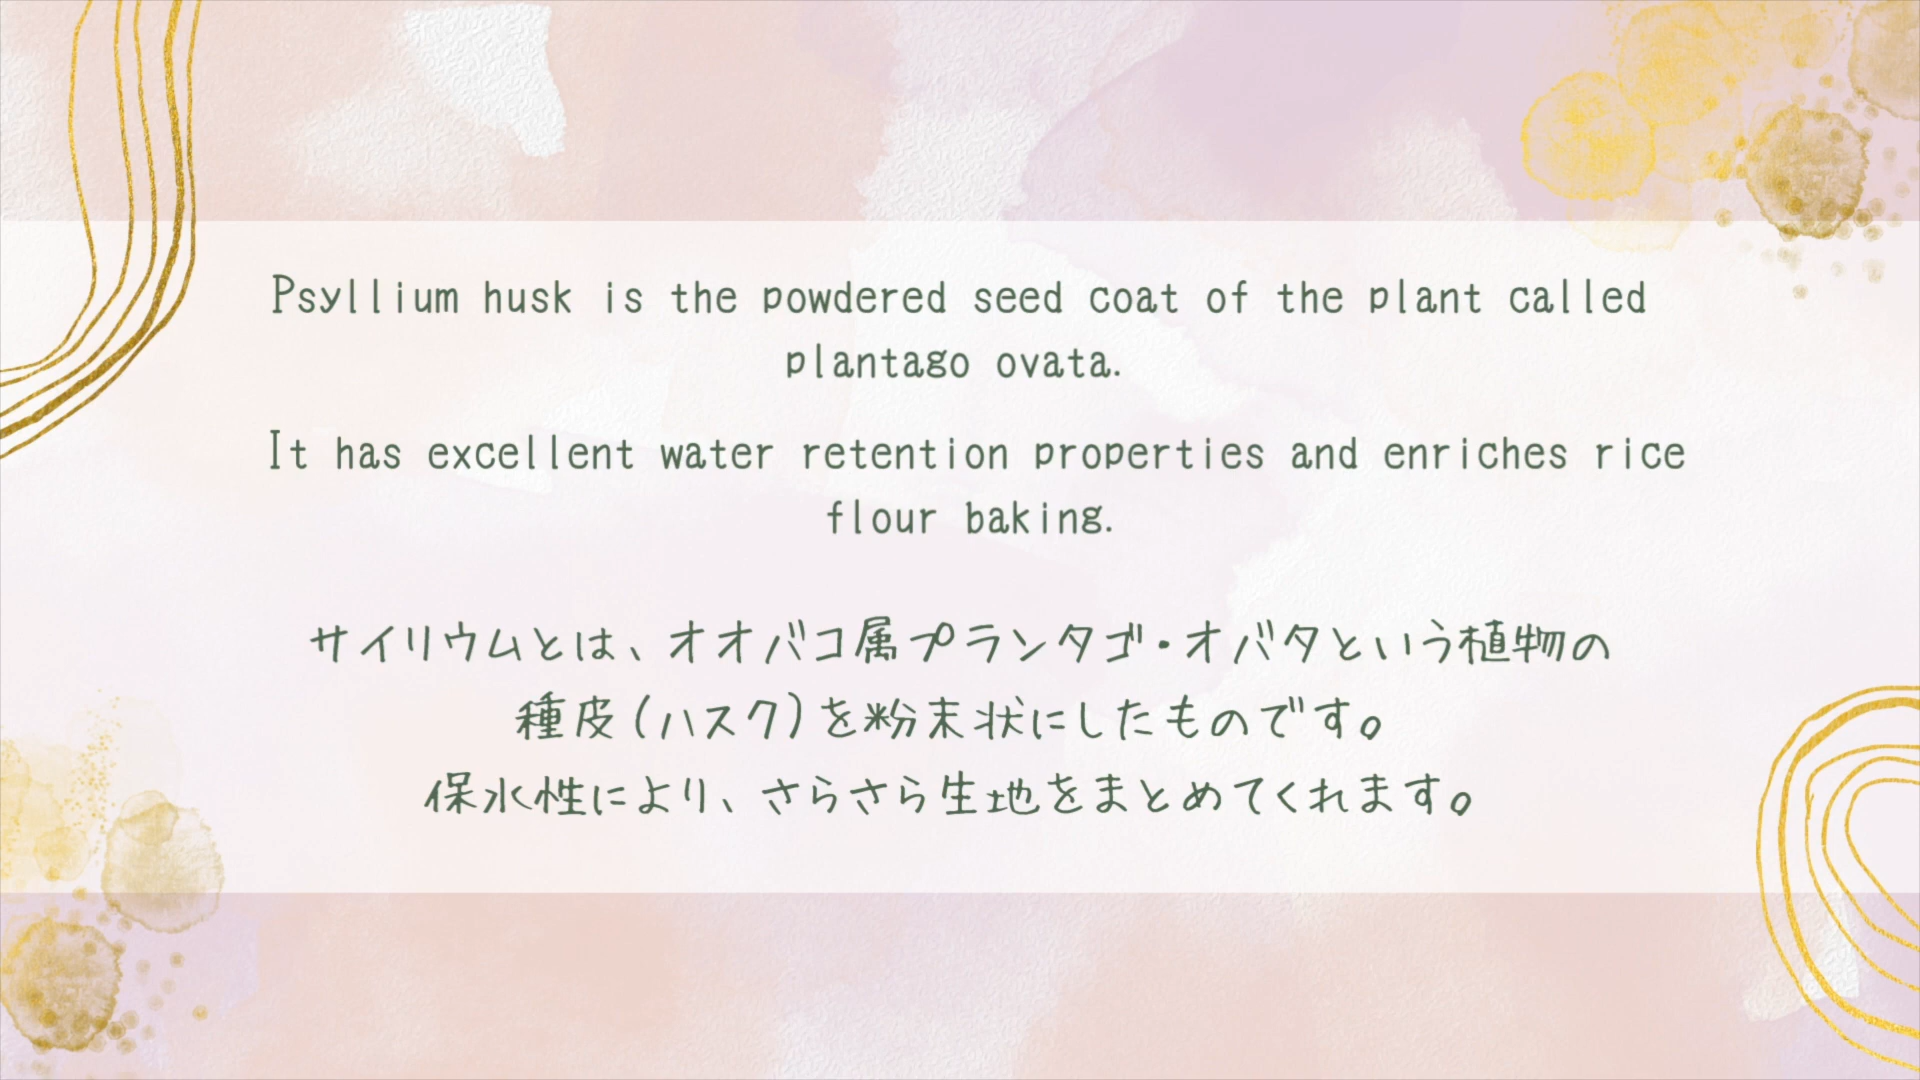 Psyllium husk is the powdered seed coat of the plant called
plantago ovata.
It has excellent water retention properties and enriches rice
flour baking.
サイリウムとは、オオバコ属プランタゴ・オバタという植物の
種皮(ハスク)を粉末状にしたものです。
保水性により、さらさら生地をまとめてくれます。